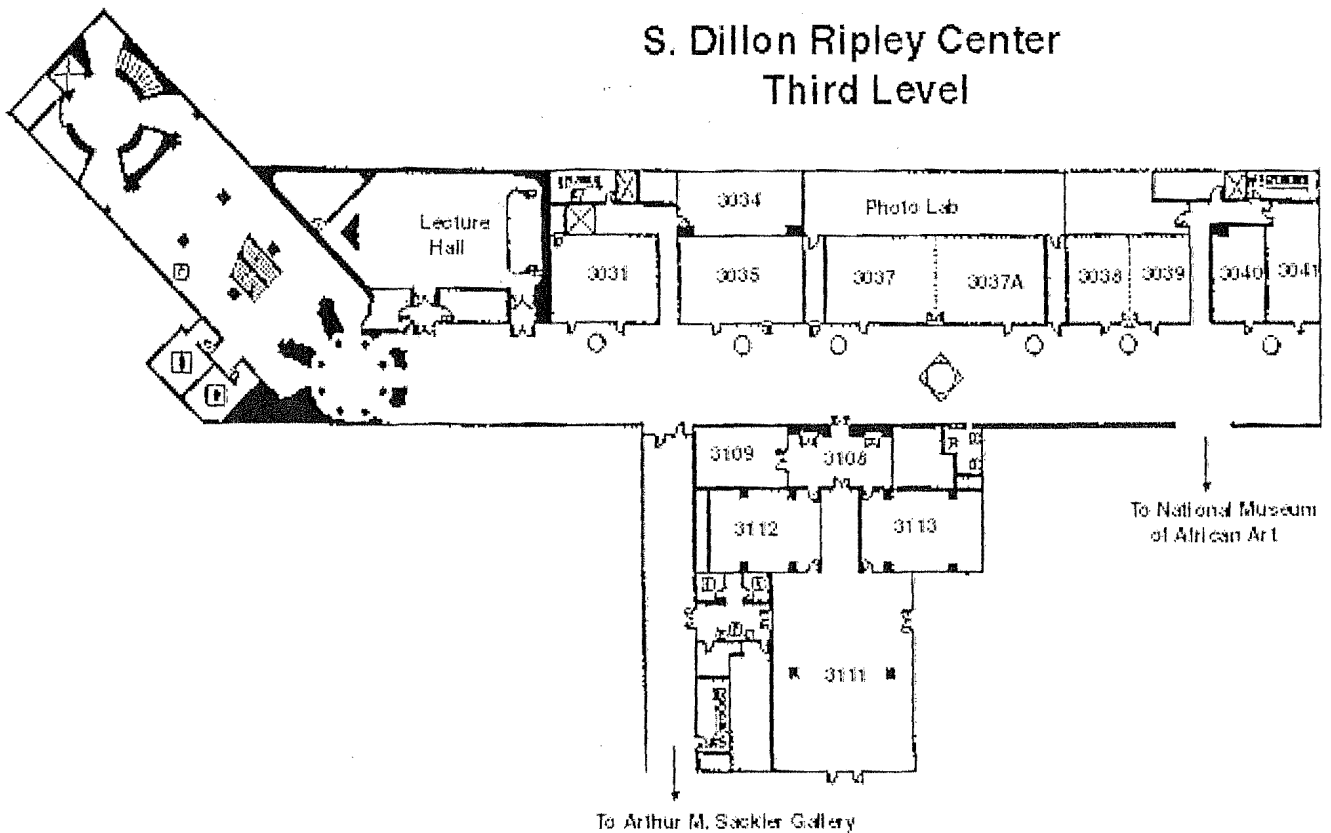 S. Dillon Ripley Center
Third Level
Lecture
Hall
3034
Photo Lab
3031
3035
3037
3037A
3038
3039
3040
3041
3109
3108
3112
3113
To National Museum
of African Art
3111
To Arthur M. Sackler Gallery